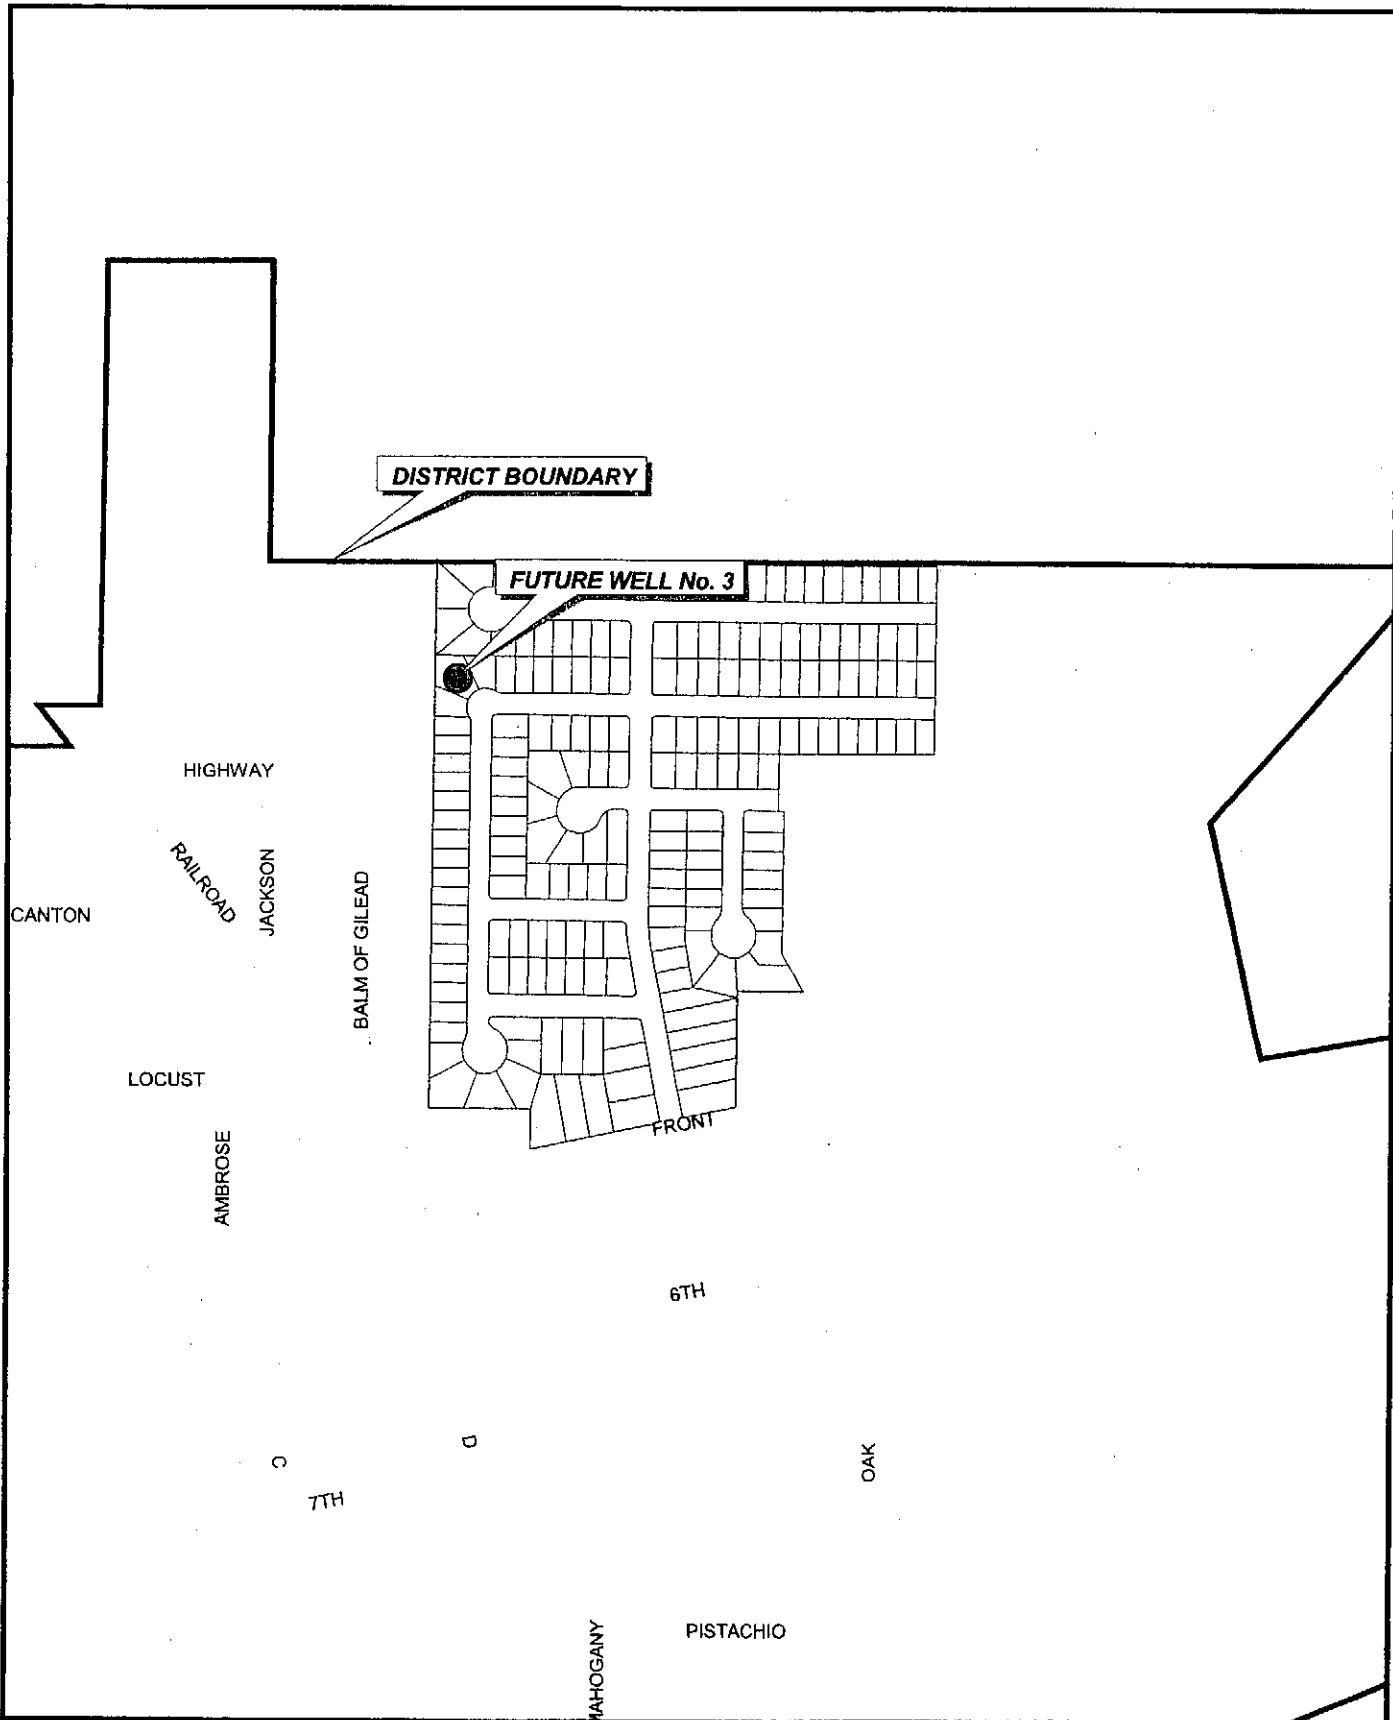 DISTRICT BOUNDARY
FUTURE WELL No. 3
HIGHWAY
RAILROAD
JACKSON
BALM OF GILEAD
CANTON
LOCUST
FRONT
AMBROSE
6TH
D
C
OAK
7TH
MAHOGANY
PISTACHIO